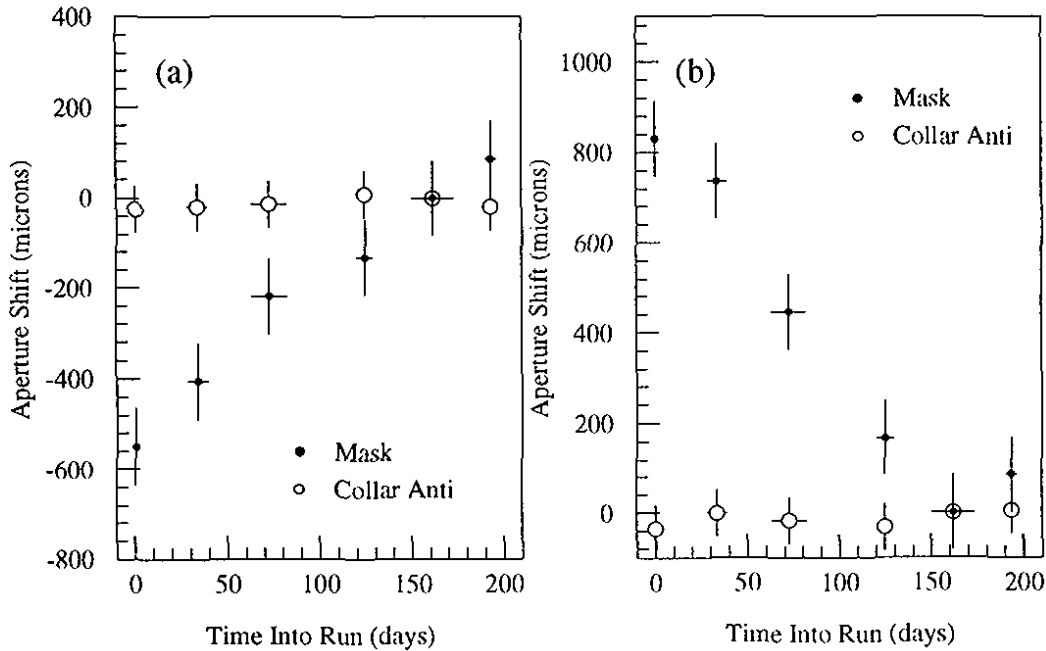 400
200
0
-200
-400
-600
-800
Aperture Shift (microns)
(a)
Mask
Collar Anti
0 50 100 150 200
Time Into Run (days)
1000
800
600
400
200
0
Aperture Shift (microns)
(b)
Mask
Collar Anti
0 50 100 150 200
Time Into Run (days)